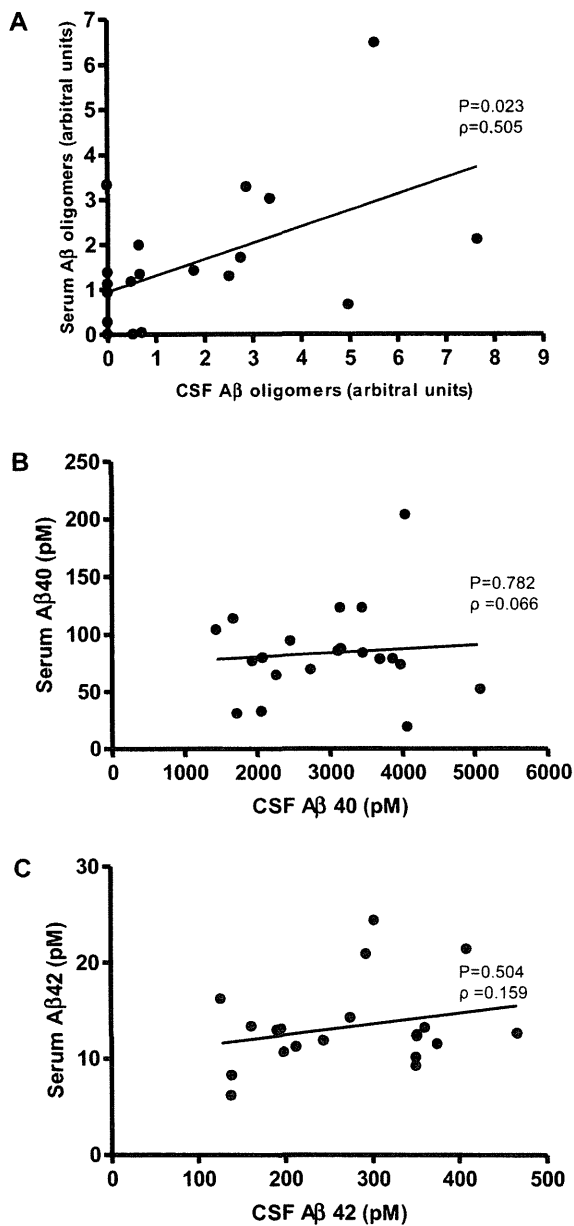 A
Serum Aβ oligomers (arbitral units)
7
6
5
4
3
2
1
0
P=0.023
ρ=0.505
0 1 2 3 4 5 6 7 8 9
CSF Aβ oligomers (arbitral units)
B
Serum Aβ40 (pM)
250
200
150
100
50
0
P=0.782
ρ =0.066
0 1000 2000 3000 4000 5000 6000
CSF Aβ 40 (pM)
C
Serum Aβ42 (pM)
30
20
10
0
P=0.504
ρ =0.159
0 100 200 300 400 500
CSF Aβ 42 (pM)